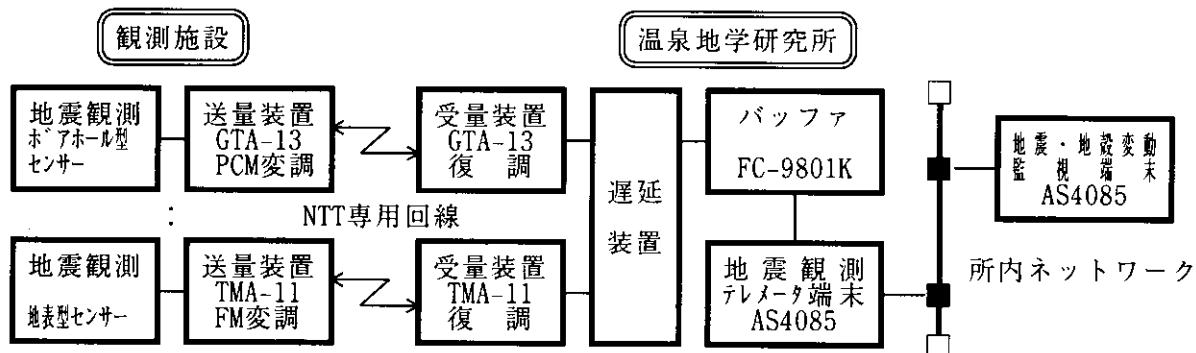 観測施設
温泉地学研究所
地震観測
ボアホール型
センサー
送量装置
GTA-13
PCM変調
受量装置
GTA-13
復調
遅延
装置
バッファ
FC-9801K
地震・地殻変動
監視端末
AS4085
:
NTT専用回線
地震観測
地表型センサー
送量装置
TMA-11
FM変調
受量装置
TMA-11
復調
地震観測
テレメータ端末
AS4085
所内ネットワーク